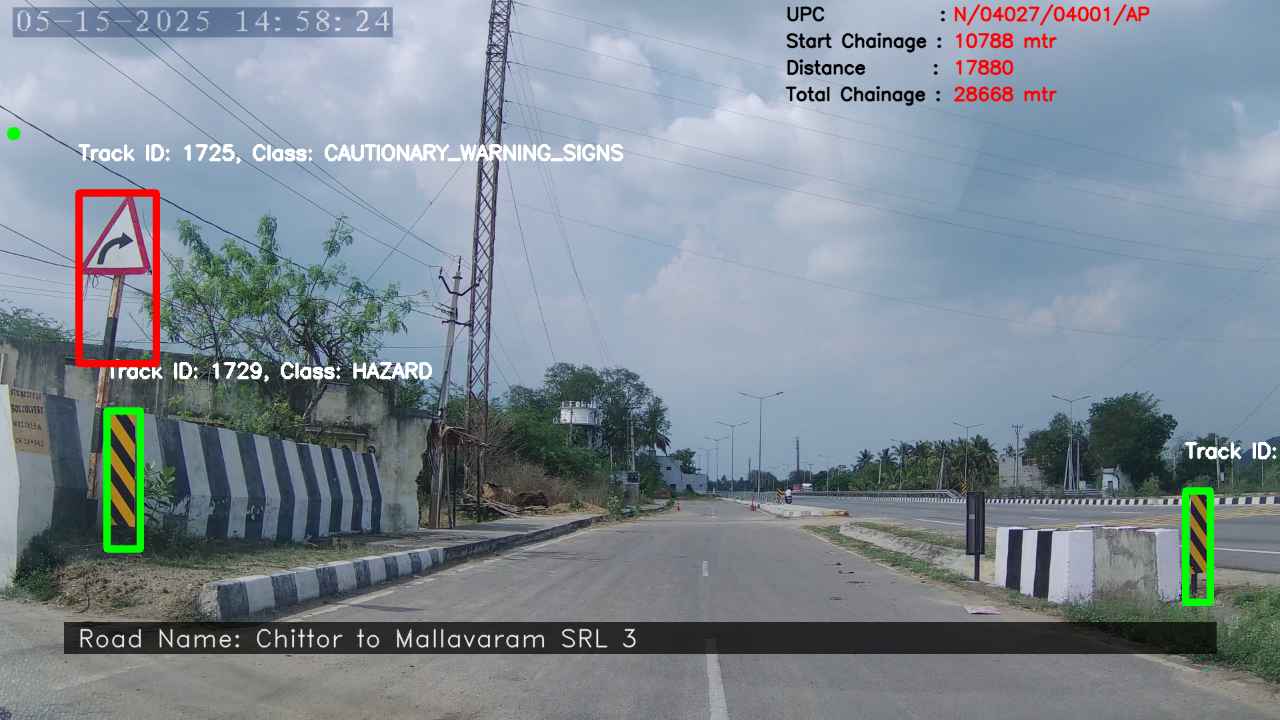 05-15-2025 14:58:24
UPC : N/04027/04001/AP
Start Chainage : 10788 mtr
Distance : 17880
Total Chainage : 28668 mtr
Track ID: 1725, Class: CAUTIONARY_WARNING_SIGNS
Track ID: 1729, Class: HAZARD
Track ID:
Road Name: Chittor to Mallavaram SRL 3